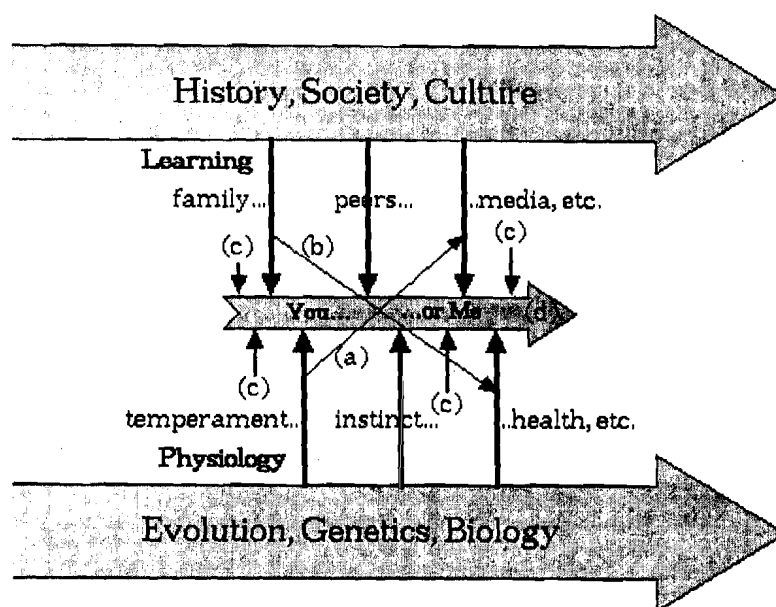 History, Society, Culture
Learning
family... peers... ..media, etc.
(c) (b) (c)
You... ...or Me (d)
(c) (a) (c)
temperament.. instinct... ..health, etc.
Physiology
Evolution, Genetics, Biology